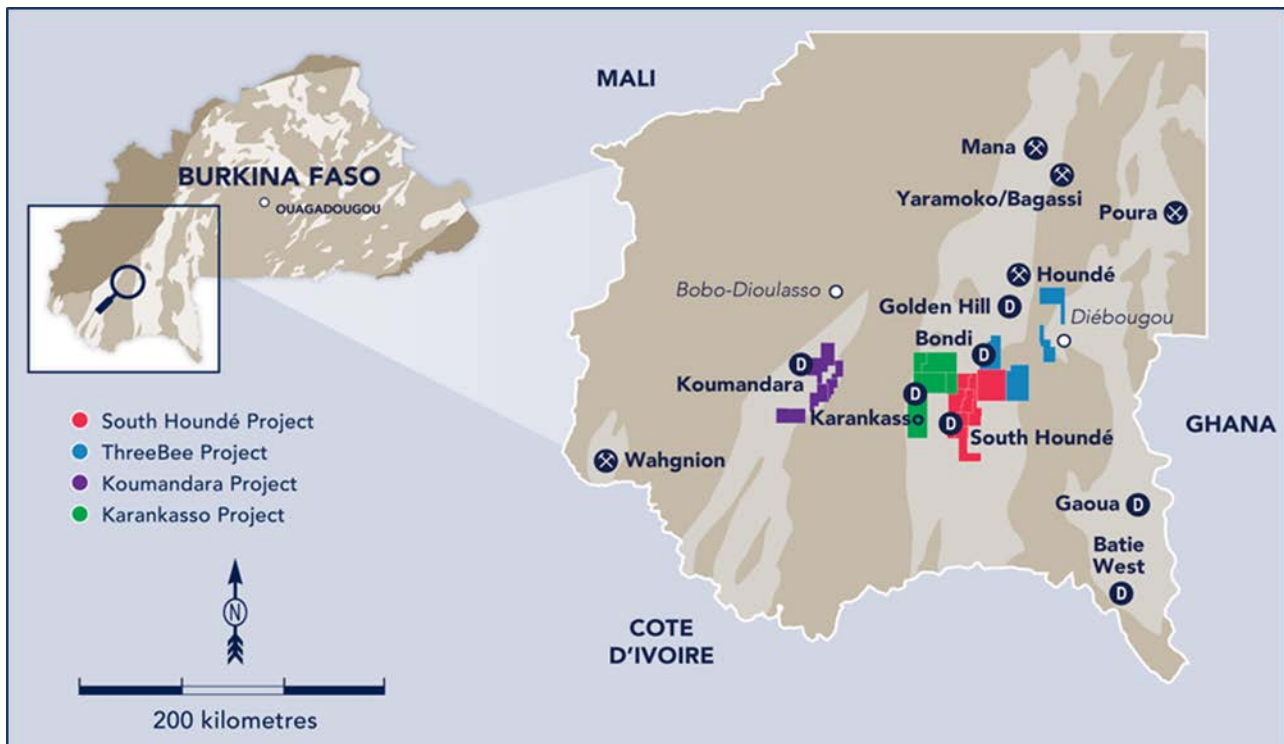 MALI
BURKINA FASO
OUAGADOUGOU
Mana
Yaramoko/Bagassi
Poura
Houndé
Bobo-Dioulasso
Golden Hill
Diébougou
Bondi
D
D
D
Koumandara
D
Karankasso
D
South Houndé
GHANA
South Houndé Project
ThreeBee Project
Koumandara Project
Karankasso Project
Wahgnion
Gaoua
D
Batie
West
D
N
COTE
D'IVOIRE
200 kilometres